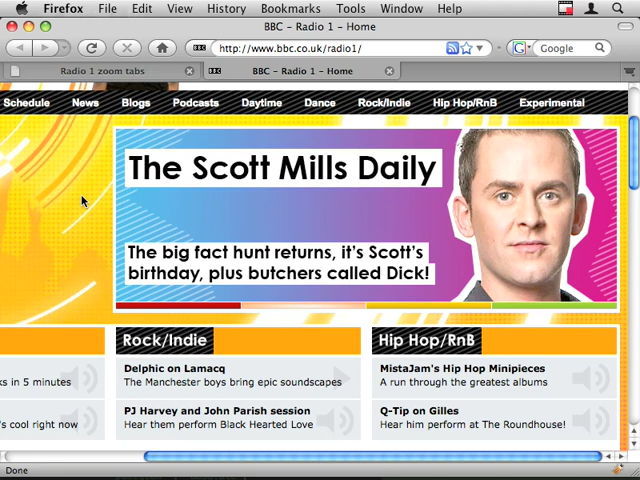 Firefox File Edit View History Bookmarks Tools Window Help
BBC - Radio 1 - Home
BBC http://www.bbc.co.uk/radio1/ G Google
Radio 1 zoom tabs BBC BBC - Radio 1 - Home
Schedule News Blogs Podcasts Daytime Dance Rock/Indie Hip Hop/RnB Experimental
The Scott Mills Daily
The big fact hunt returns, it's Scott's
birthday, plus butchers called Dick!
Rock/Indie Hip Hop/RnB
Delphic on Lamacq MistaJam's Hip Hop Minipieces
ks in 5 minutes The Manchester boys bring epic soundscapes A run through the greatest albums
PJ Harvey and John Parish session Q-Tip on Gilles
's cool right now Hear them perform Black Hearted Love Hear him perform at The Roundhouse!
Done